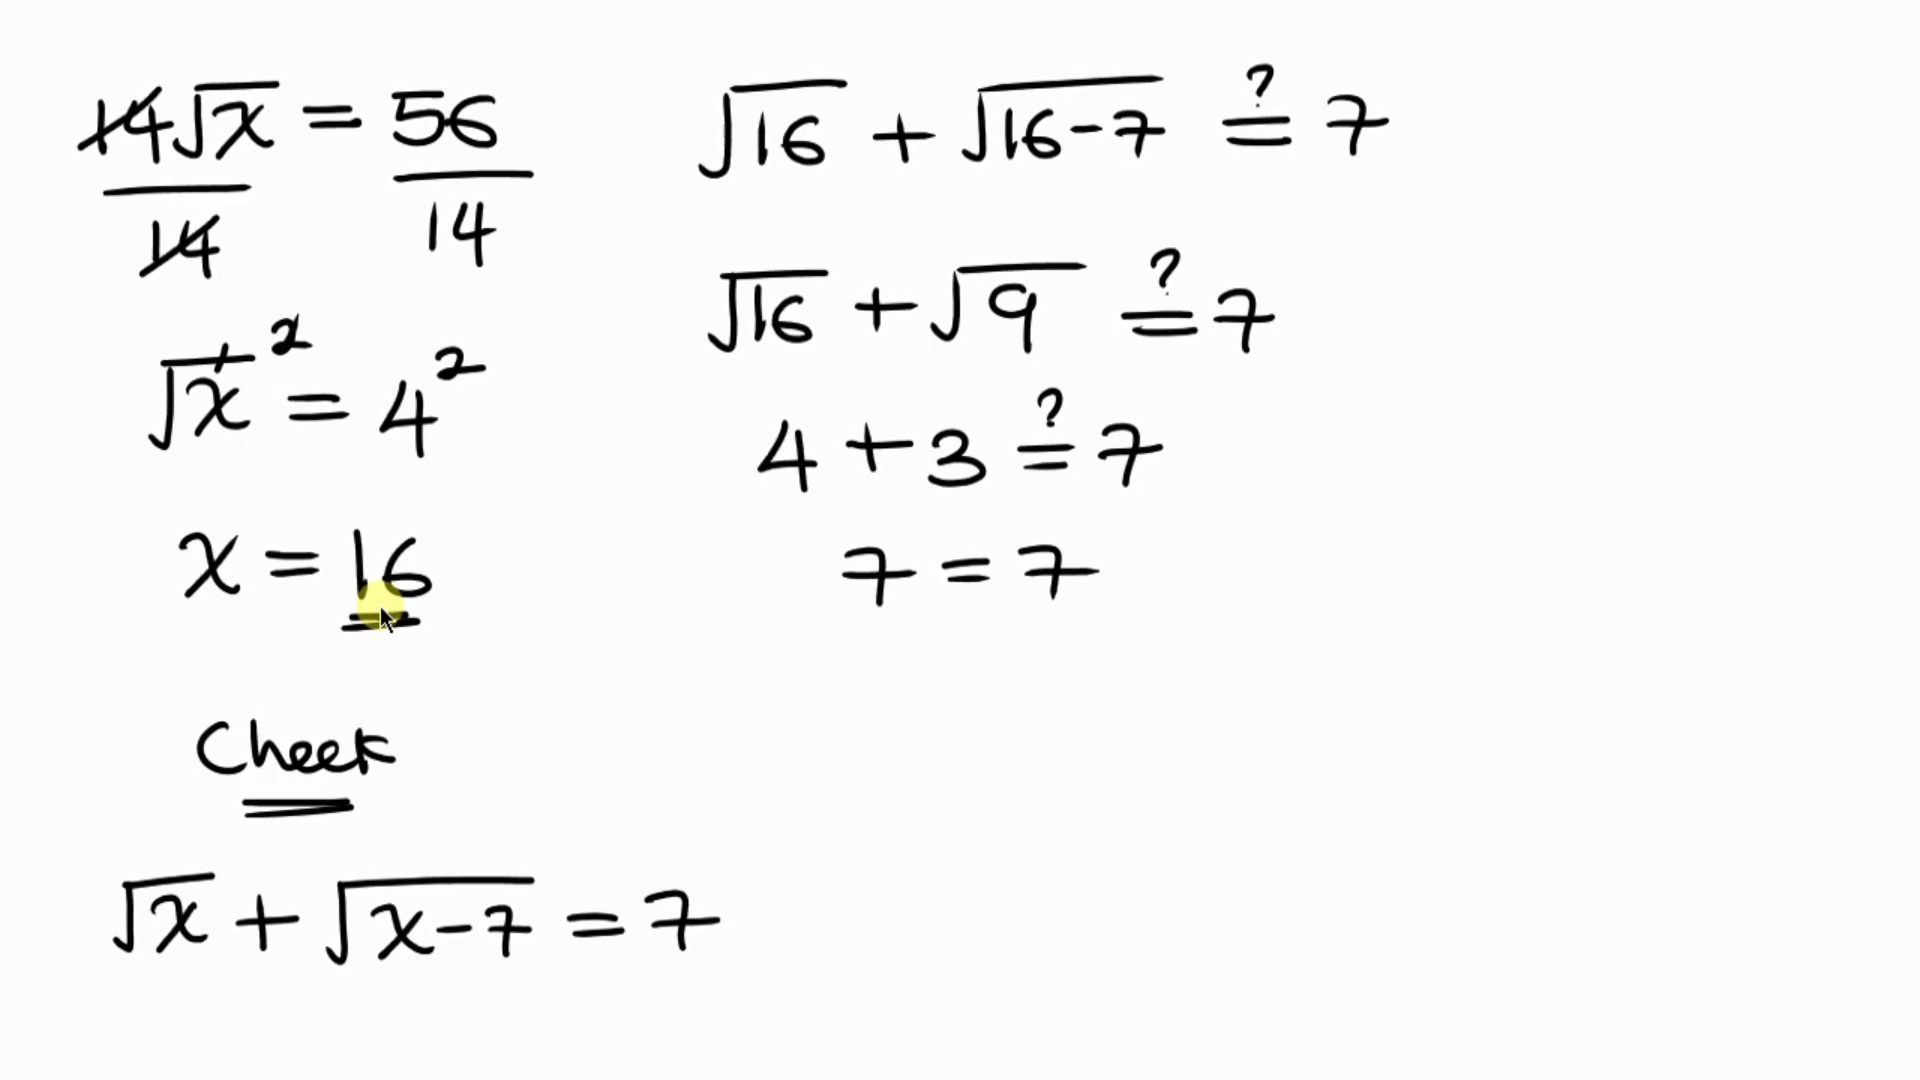 14√x = 56
14 14
√x² = 4²
x = 16
Check
√x + √x-7 = 7
√16 + √16-7 ?= 7
√16 + √9 ?= 7
4 + 3 ?= 7
7 = 7